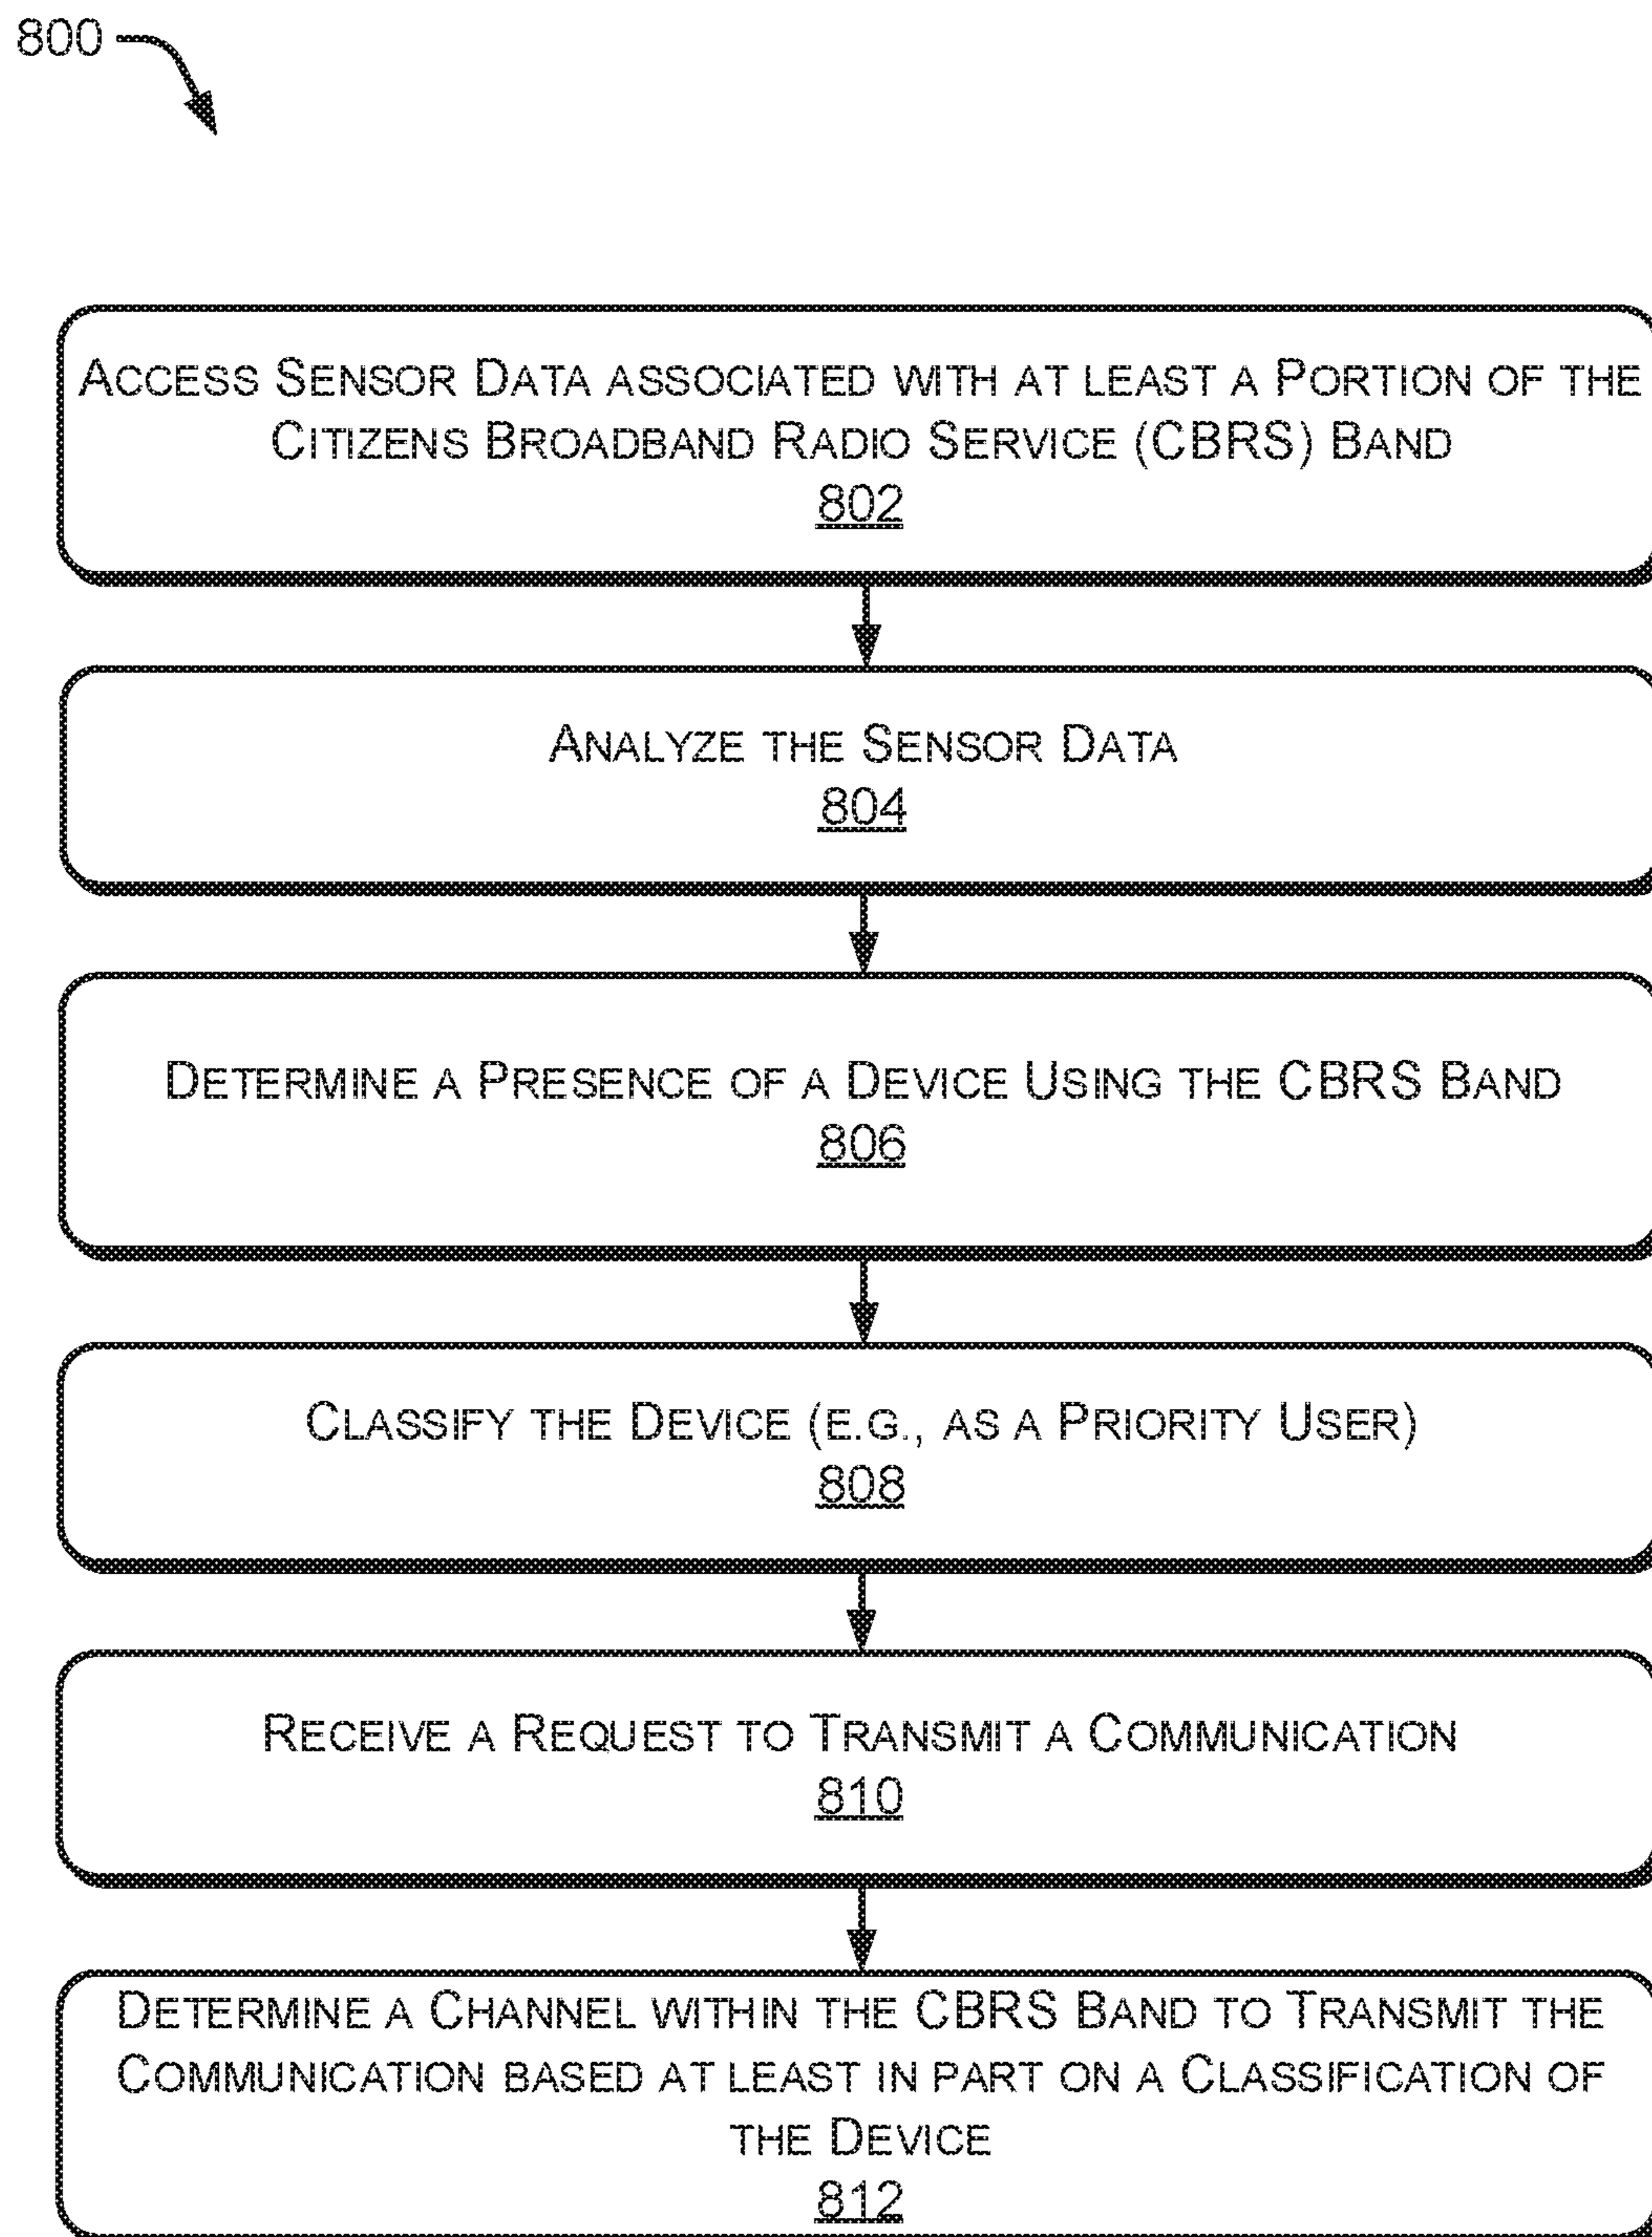 800
ACCESS SENSOR DATA ASSOCIATED WITH AT LEAST A PORTION OF THE
CITIZENS BROADBAND RADIO SERVICE (CBRS) BAND
802
ANALYZE THE SENSOR DATA
804
DETERMINE A PRESENCE OF A DEVICE USING THE CBRS BAND
806
CLASSIFY THE DEVICE (E.G., AS A PRIORITY USER)
808
RECEIVE A REQUEST TO TRANSMIT A COMMUNICATION
810
DETERMINE A CHANNEL WITHIN THE CBRS BAND TO TRANSMIT THE
COMMUNICATION BASED AT LEAST IN PART ON A CLASSIFICATION OF
THE DEVICE
812